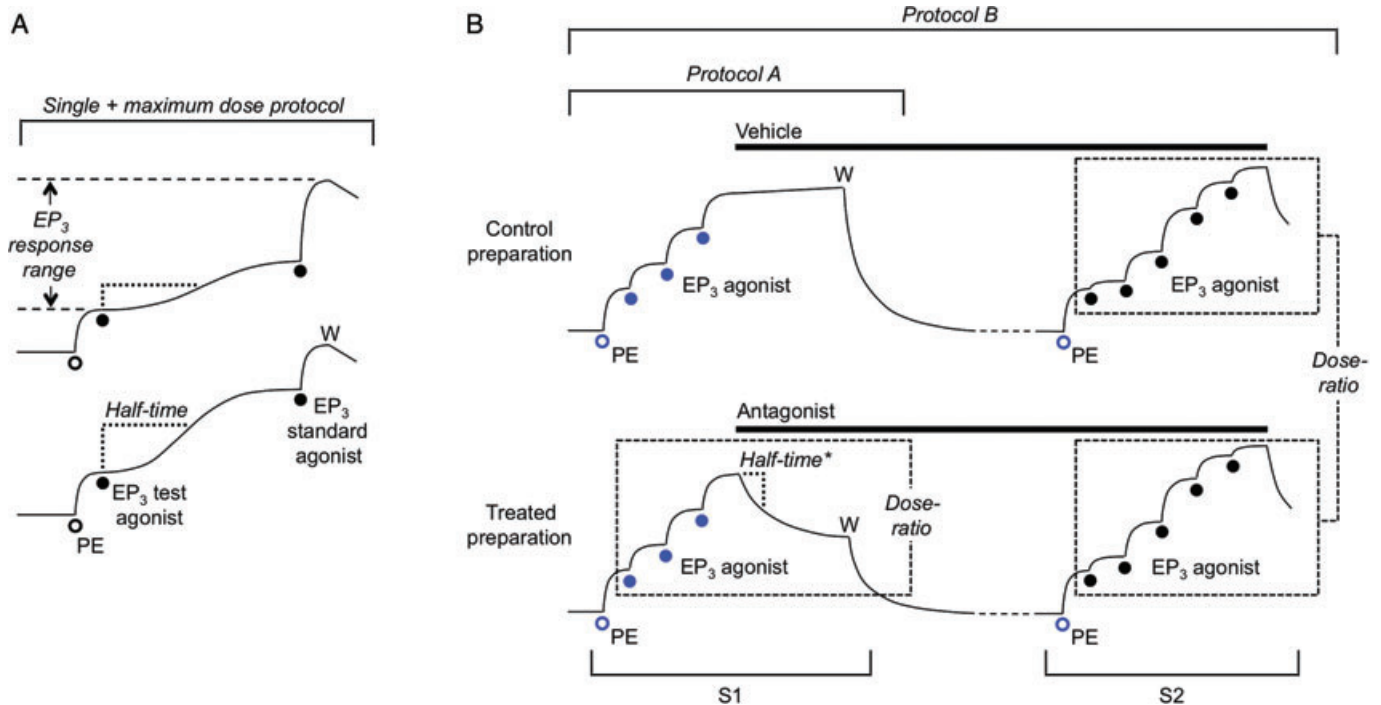 A
Single + maximum dose protocol
EP3
response
range
PE
Half-time
EP3 test
agonist
W
EP3
standard
agonist
B
Protocol B
Protocol A
Vehicle
Control
preparation
W
EP3 agonist
PE
EP3 agonist
PE
Dose-
ratio
Antagonist
Treated
preparation
Half-time*
W
Dose-
ratio
EP3 agonist
PE
EP3 agonist
PE
S1
S2